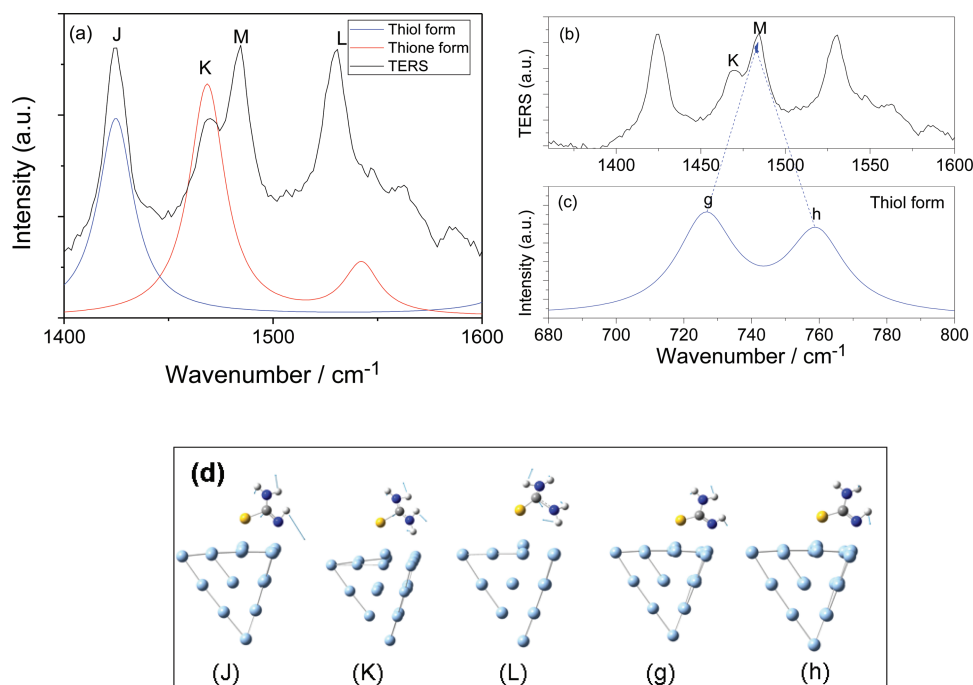 (a)
J
K
M
L
Thiol form
Thione form
TERS
Intensity (a.u.)
1400
1500
1600
Wavenumber / cm-1
(b)
K
M
TERS (a.u.)
1400
1450
1500
1550
1600
(c)
g
h
Thiol form
Intensity (a.u.)
680
700
720
740
760
780
800
Wavenumber / cm-1
(d)
(J)
(K)
(L)
(g)
(h)